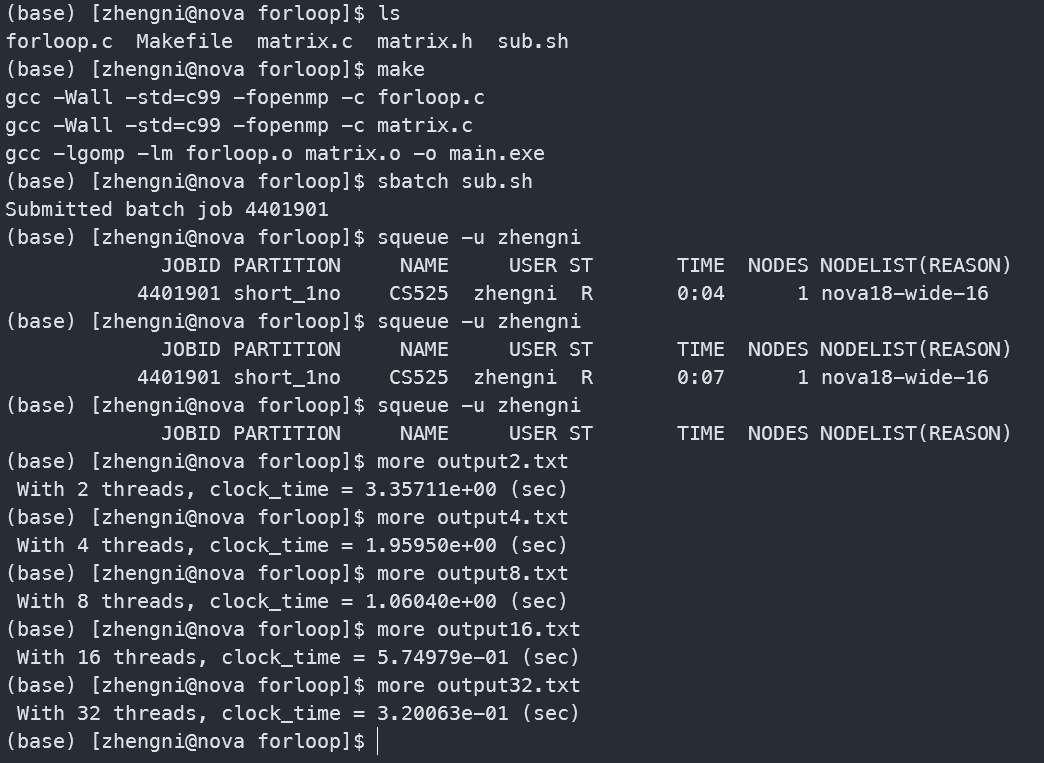 (base) [zhengni@nova forloop]$ ls
forloop.c  Makefile  matrix.c  matrix.h  sub.sh
(base) [zhengni@nova forloop]$ make
gcc -Wall -std=c99 -fopenmp -c forloop.c
gcc -Wall -std=c99 -fopenmp -c matrix.c
gcc -lgomp -lm forloop.o matrix.o -o main.exe
(base) [zhengni@nova forloop]$ sbatch sub.sh
Submitted batch job 4401901
(base) [zhengni@nova forloop]$ squeue -u zhengni
             JOBID PARTITION     NAME     USER ST       TIME  NODES NODELIST(REASON)
           4401901 short_1no    CS525  zhengni  R       0:04      1 nova18-wide-16
(base) [zhengni@nova forloop]$ squeue -u zhengni
             JOBID PARTITION     NAME     USER ST       TIME  NODES NODELIST(REASON)
           4401901 short_1no    CS525  zhengni  R       0:07      1 nova18-wide-16
(base) [zhengni@nova forloop]$ squeue -u zhengni
             JOBID PARTITION     NAME     USER ST       TIME  NODES NODELIST(REASON)
(base) [zhengni@nova forloop]$ more output2.txt
 With 2 threads, clock_time = 3.35711e+00 (sec)
(base) [zhengni@nova forloop]$ more output4.txt
 With 4 threads, clock_time = 1.95950e+00 (sec)
(base) [zhengni@nova forloop]$ more output8.txt
 With 8 threads, clock_time = 1.06040e+00 (sec)
(base) [zhengni@nova forloop]$ more output16.txt
 With 16 threads, clock_time = 5.74979e-01 (sec)
(base) [zhengni@nova forloop]$ more output32.txt
 With 32 threads, clock_time = 3.20063e-01 (sec)
(base) [zhengni@nova forloop]$